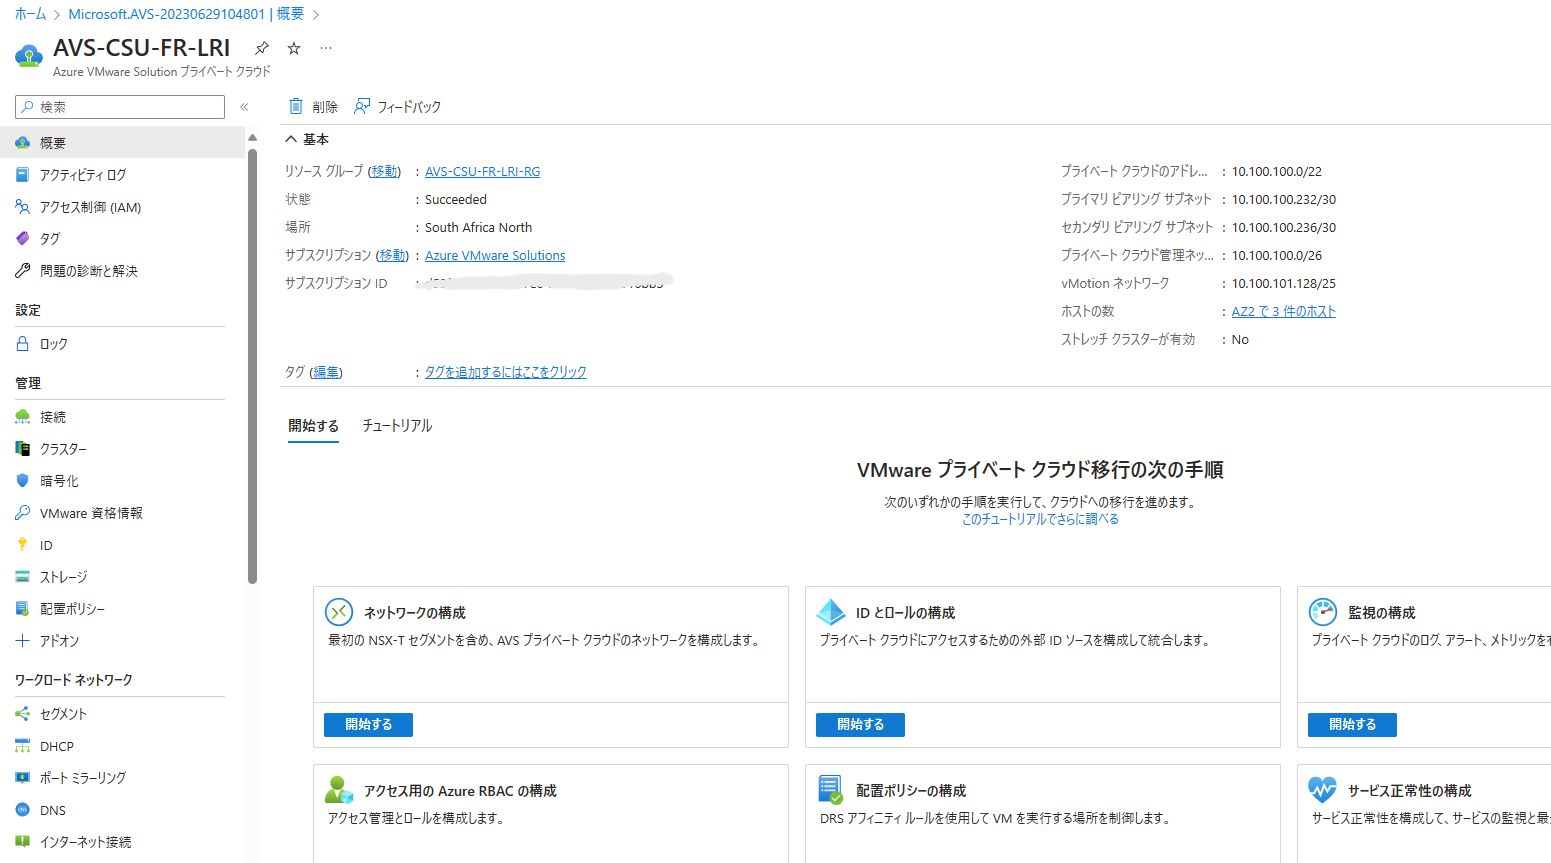 ホーム > Microsoft.AVS-20230629104801 | 概要 >
AVS-CSU-FR-LRI
Azure VMware Solution プライベート クラウド
検索
概要
アクティビティ ログ
アクセス制御 (IAM)
タグ
問題の診断と解決
設定
ロック
管理
接続
クラスター
暗号化
VMware 資格情報
ID
ストレージ
配置ポリシー
アドオン
ワークロード ネットワーク
セグメント
DHCP
ポート ミラーリング
DNS
インターネット接続
削除 フィードバック
基本
リソース グループ (移動) : AVS-CSU-FR-LRI-RG
状態 : Succeeded
場所 : South Africa North
サブスクリプション (移動) : Azure VMware Solutions
サブスクリプション ID :
タグ (編集) : タグを追加するにはここをクリック
プライベート クラウドのアドレ... : 10.100.100.0/22
プライマリ ピアリング サブネット : 10.100.100.232/30
セカンダリ ピアリング サブネット : 10.100.100.236/30
プライベート クラウド管理ネッ... : 10.100.100.0/26
vMotion ネットワーク : 10.100.101.128/25
ホストの数 : AZ2 で 3 件のホスト
ストレッチ クラスターが有効 : No
開始する チュートリアル
VMware プライベート クラウド移行の次の手順
次のいずれかの手順を実行して、クラウドへの移行を進めます。
このチュートリアルでさらに調べる
ネットワークの構成
最初の NSX-T セグメントを含め、AVS プライベート クラウドのネットワークを構成します。
開始する
ID とロールの構成
プライベート クラウドにアクセスするための外部 ID ソースを構成して統合します。
開始する
監視の構成
プライベート クラウドのログ、アラート、メトリックを
開始する
アクセス用の Azure RBAC の構成
アクセス管理とロールを構成します。
配置ポリシーの構成
DRS アフィニティ ルールを使用して VM を実行する場所を制御します。
サービス正常性の構成
サービス正常性を構成して、サービスの監視と最